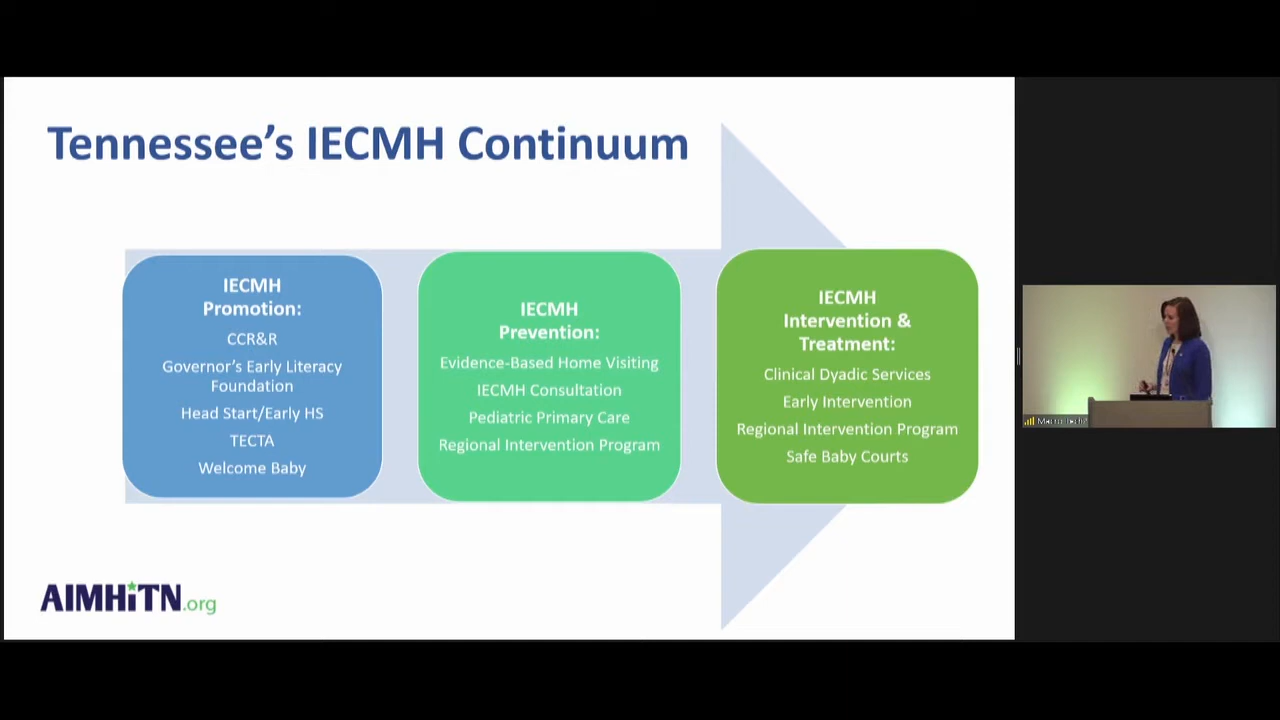 Tennessee's IECMH Continuum
IECMH
Promotion:
CCR&R
Governor's Early Literacy
Foundation
Head Start/Early HS
TECTA
Welcome Baby
IECMH
Prevention:
Evidence-Based Home Visiting
IECMH Consultation
Pediatric Primary Care
Regional Intervention Program
IECMH
Intervention &
Treatment:
Clinical Dyadic Services
Early Intervention
Regional Intervention Program
Safe Baby Courts
AIMHiTN.org